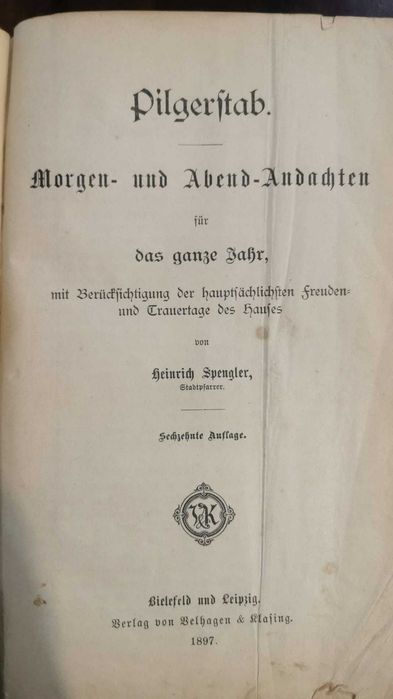 Pilgerstab.
Morgen- und Abend-Andachten
für
das ganze Jahr,
mit Berücksichtigung der hauptsächlichsten Freuden-
und Trauertage des Hauses
von
Heinrich Spengler,
Stadtpfarrer.
Sechzehnte Auflage.
V&K
Bielefeld und Leipzig.
Verlag von Velhagen & Klasing.
1897.